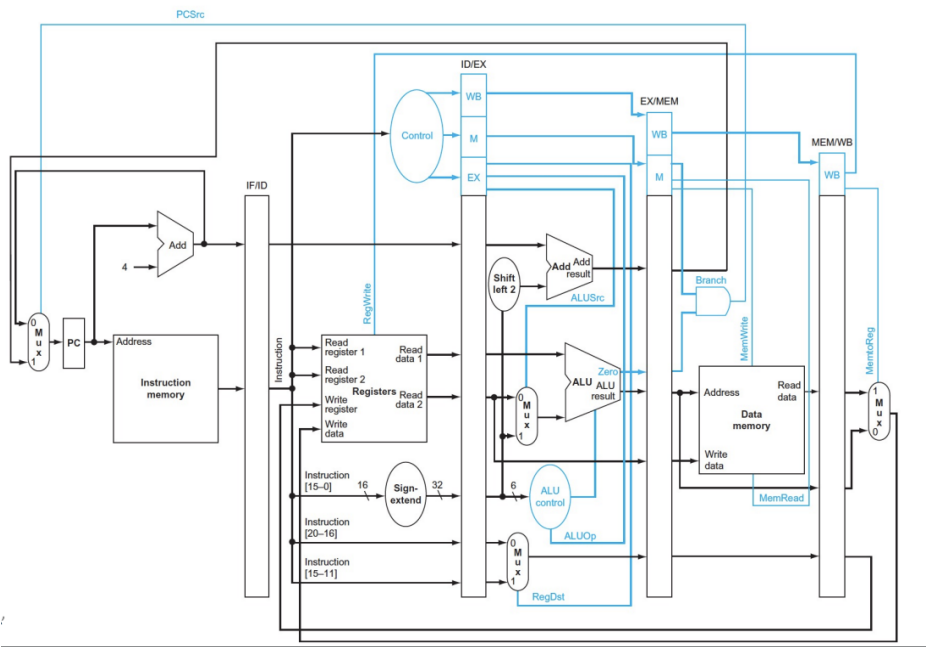 PCSrc
ID/EX
WB
EX/MEM
Control
M
WB
MEM/WB
EX
M
WB
IF/ID
Add
4
Shift
left 2
Add
Add
result
Branch
ALUSrc
RegWrite
MemWrite
MemtoReg
0
M
u
x
1
PC
Address
Instruction
memory
Instruction
Read
register 1
Read
data 1
Read
register 2
Registers
Read
data 2
Write
register
Write
data
0
M
u
x
1
Zero
ALU
ALU
result
Address
Read
data
Data
memory
Write
data
1
M
u
x
0
Instruction
[15–0]
16
Sign-
extend
32
6
ALU
control
MemRead
Instruction
[20–16]
ALUOp
Instruction
[15–11]
0
M
u
x
1
RegDst